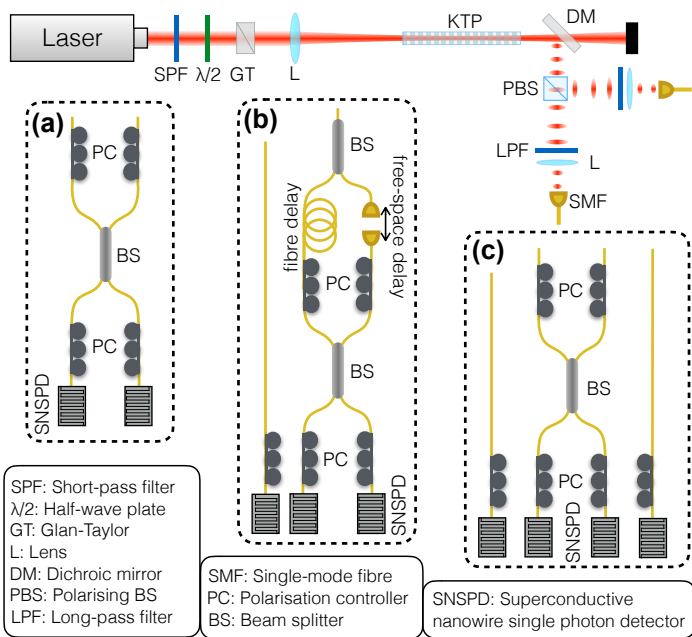 Laser
SPF
λ/2
GT
L
KTP
DM
PBS
LPF
L
SMF
(a)
PC
BS
PC
SNSPD
(b)
BS
fibre delay
free-space delay
PC
BS
PC
SNSPD
(c)
PC
BS
PC
SNSPD
SPF: Short-pass filter
λ/2: Half-wave plate
GT: Glan-Taylor
L: Lens
DM: Dichroic mirror
PBS: Polarising BS
LPF: Long-pass filter
SMF: Single-mode fibre
PC: Polarisation controller
BS: Beam splitter
SNSPD: Superconductive
nanowire single photon detector